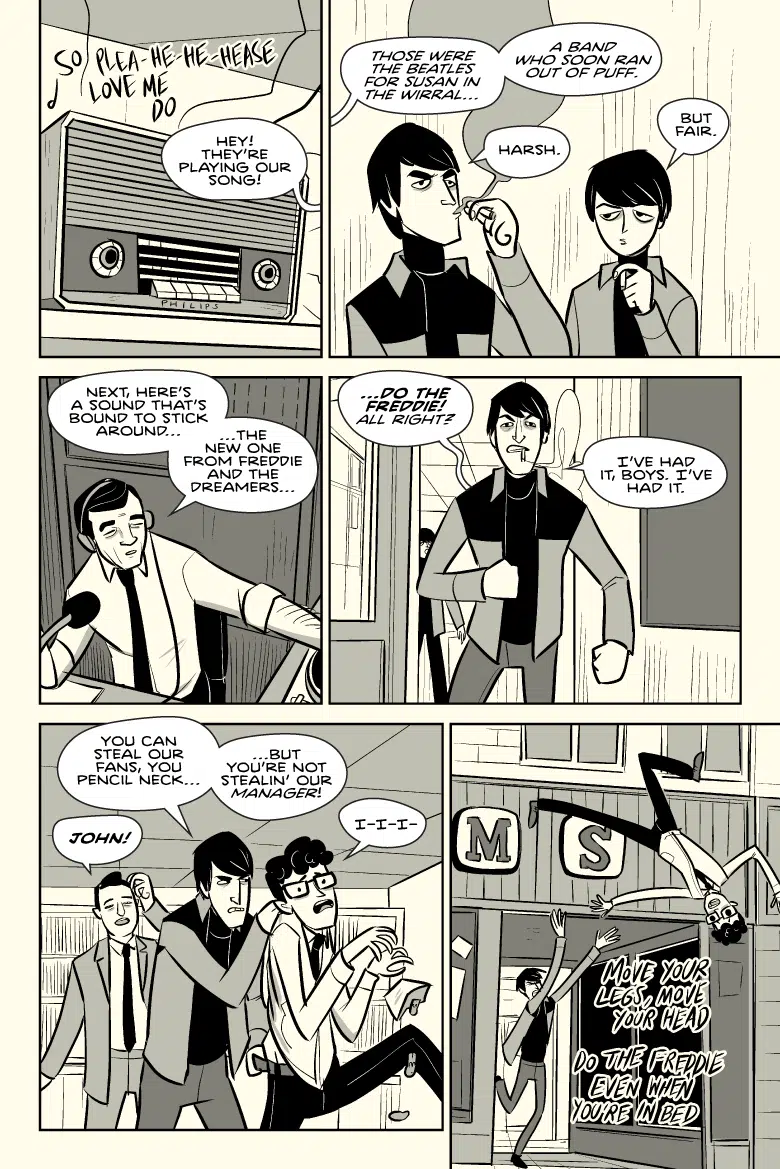 SO PLEA-HE-HE-HEASE
LOVE ME
DO
HEY!
THEY'RE
PLAYING OUR
SONG!
PHILIPS
THOSE WERE
THE BEATLES
FOR SUSAN IN
THE WIRRAL...
A BAND
WHO SOON RAN
OUT OF PUFF.
HARSH.
BUT
FAIR.
NEXT, HERE'S
A SOUND THAT'S
BOUND TO STICK
AROUND...
...THE
NEW ONE
FROM FREDDIE
AND THE
DREAMERS...
...DO THE
FREDDIE!
ALL RIGHT?
I'VE HAD
IT, BOYS. I'VE
HAD IT.
YOU CAN
STEAL OUR
FANS, YOU
PENCIL NECK...
...BUT
YOU'RE NOT
STEALIN' OUR
MANAGER!
JOHN!
I-I-I-
M S
MOVE YOUR
LEGS, MOVE
YOUR HEAD
DO THE FREDDIE
EVEN WHEN
YOU'RE IN BED